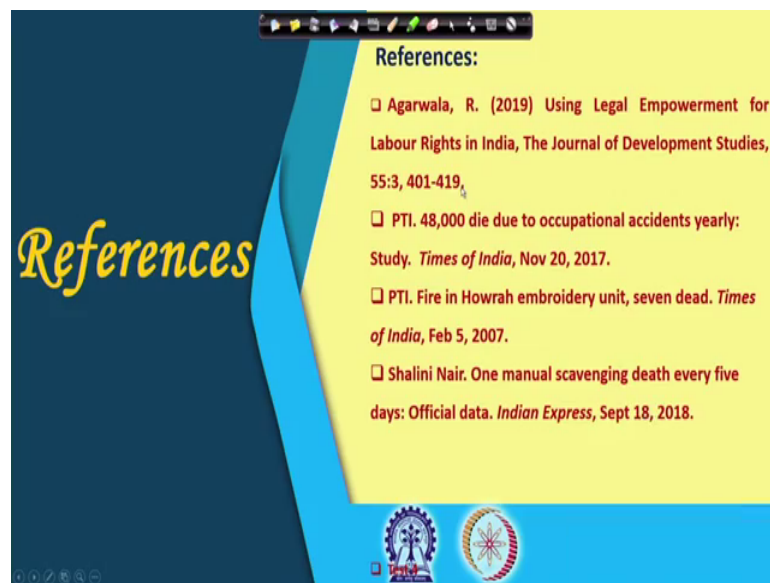 References
References:
❑ Agarwala, R. (2019) Using Legal Empowerment for
Labour Rights in India, The Journal of Development Studies,
55:3, 401-419,
❑ PTI. 48,000 die due to occupational accidents yearly:
Study. Times of India, Nov 20, 2017.
❑ PTI. Fire in Howrah embroidery unit, seven dead. Times
of India, Feb 5, 2007.
❑ Shalini Nair. One manual scavenging death every five
days: Official data. Indian Express, Sept 18, 2018.